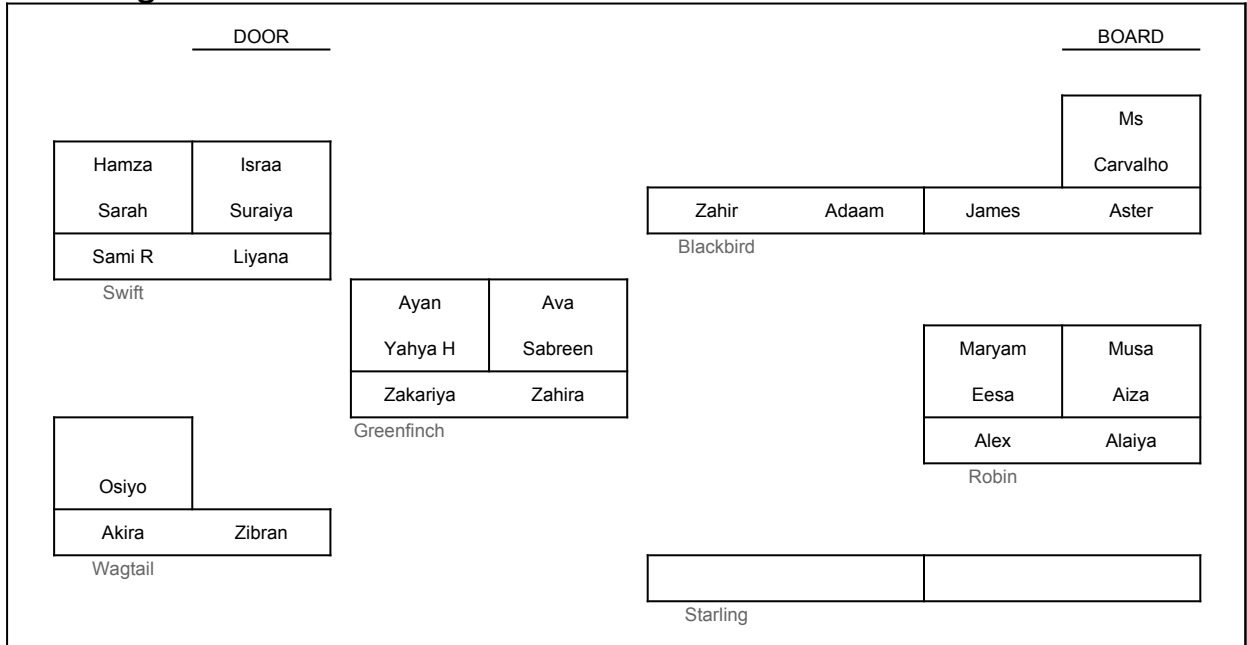 DOOR BOARD
Ms
Hamza Israa Carvalho
Sarah Suraiya Zahir Adaam James Aster
Sami R Liyana Blackbird
Swift
Ayan Ava
Yahya H Sabreen Maryam Musa
Zakariya Zahira Eesa Aiza
Greenfinch Alex Alaiya
Osiyo Robin
Akira Zibran
Wagtail
Starling